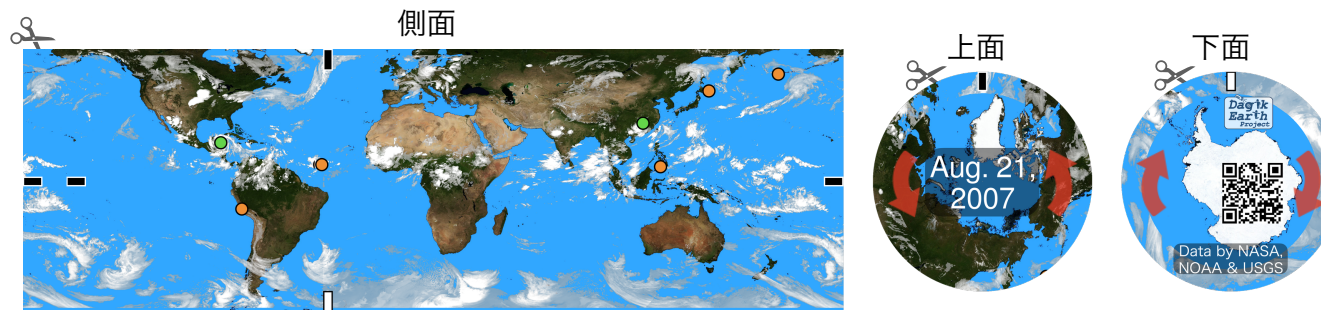 側面
上面
下面
Aug. 21,
2007
Dagik
Earth
Project
Data by NASA,
NOAA & USGS